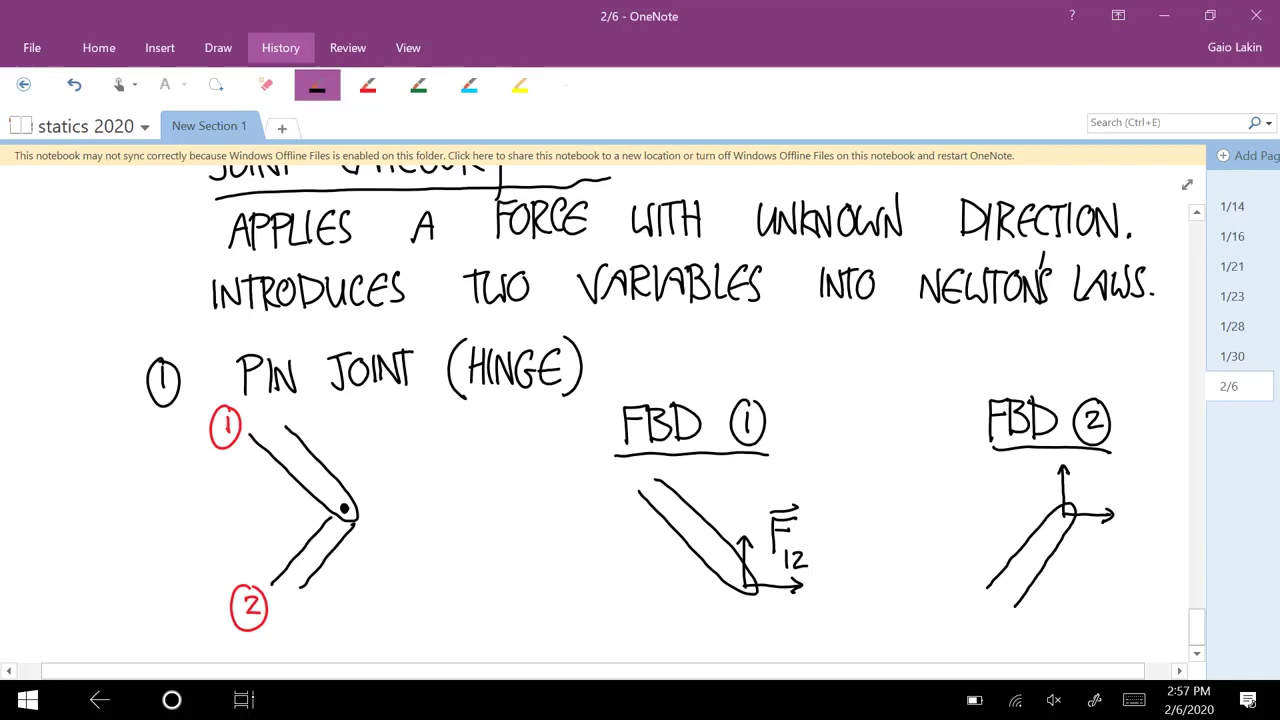 2/6 - OneNote
?
File
Home
Insert
Draw
History
Review
View
Gaio Lakin
A
statics 2020
New Section 1
+
Search (Ctrl+E)
This notebook may not sync correctly because Windows Offline Files is enabled on this folder. Click here to share this notebook to a new location or turn off Windows Offline Files on this notebook and restart OneNote.
Add Pag
1/14
1/16
1/21
1/23
1/28
1/30
2/6
JOINT
APPLIES A FORCE WITH UNKNOWN DIRECTION.
INTRODUCES TWO VARIABLES INTO NEWTON'S LAWS.
① PIN JOINT (HINGE)
①
②
FBD ①
F12
FBD ②
2:57 PM
2/6/2020